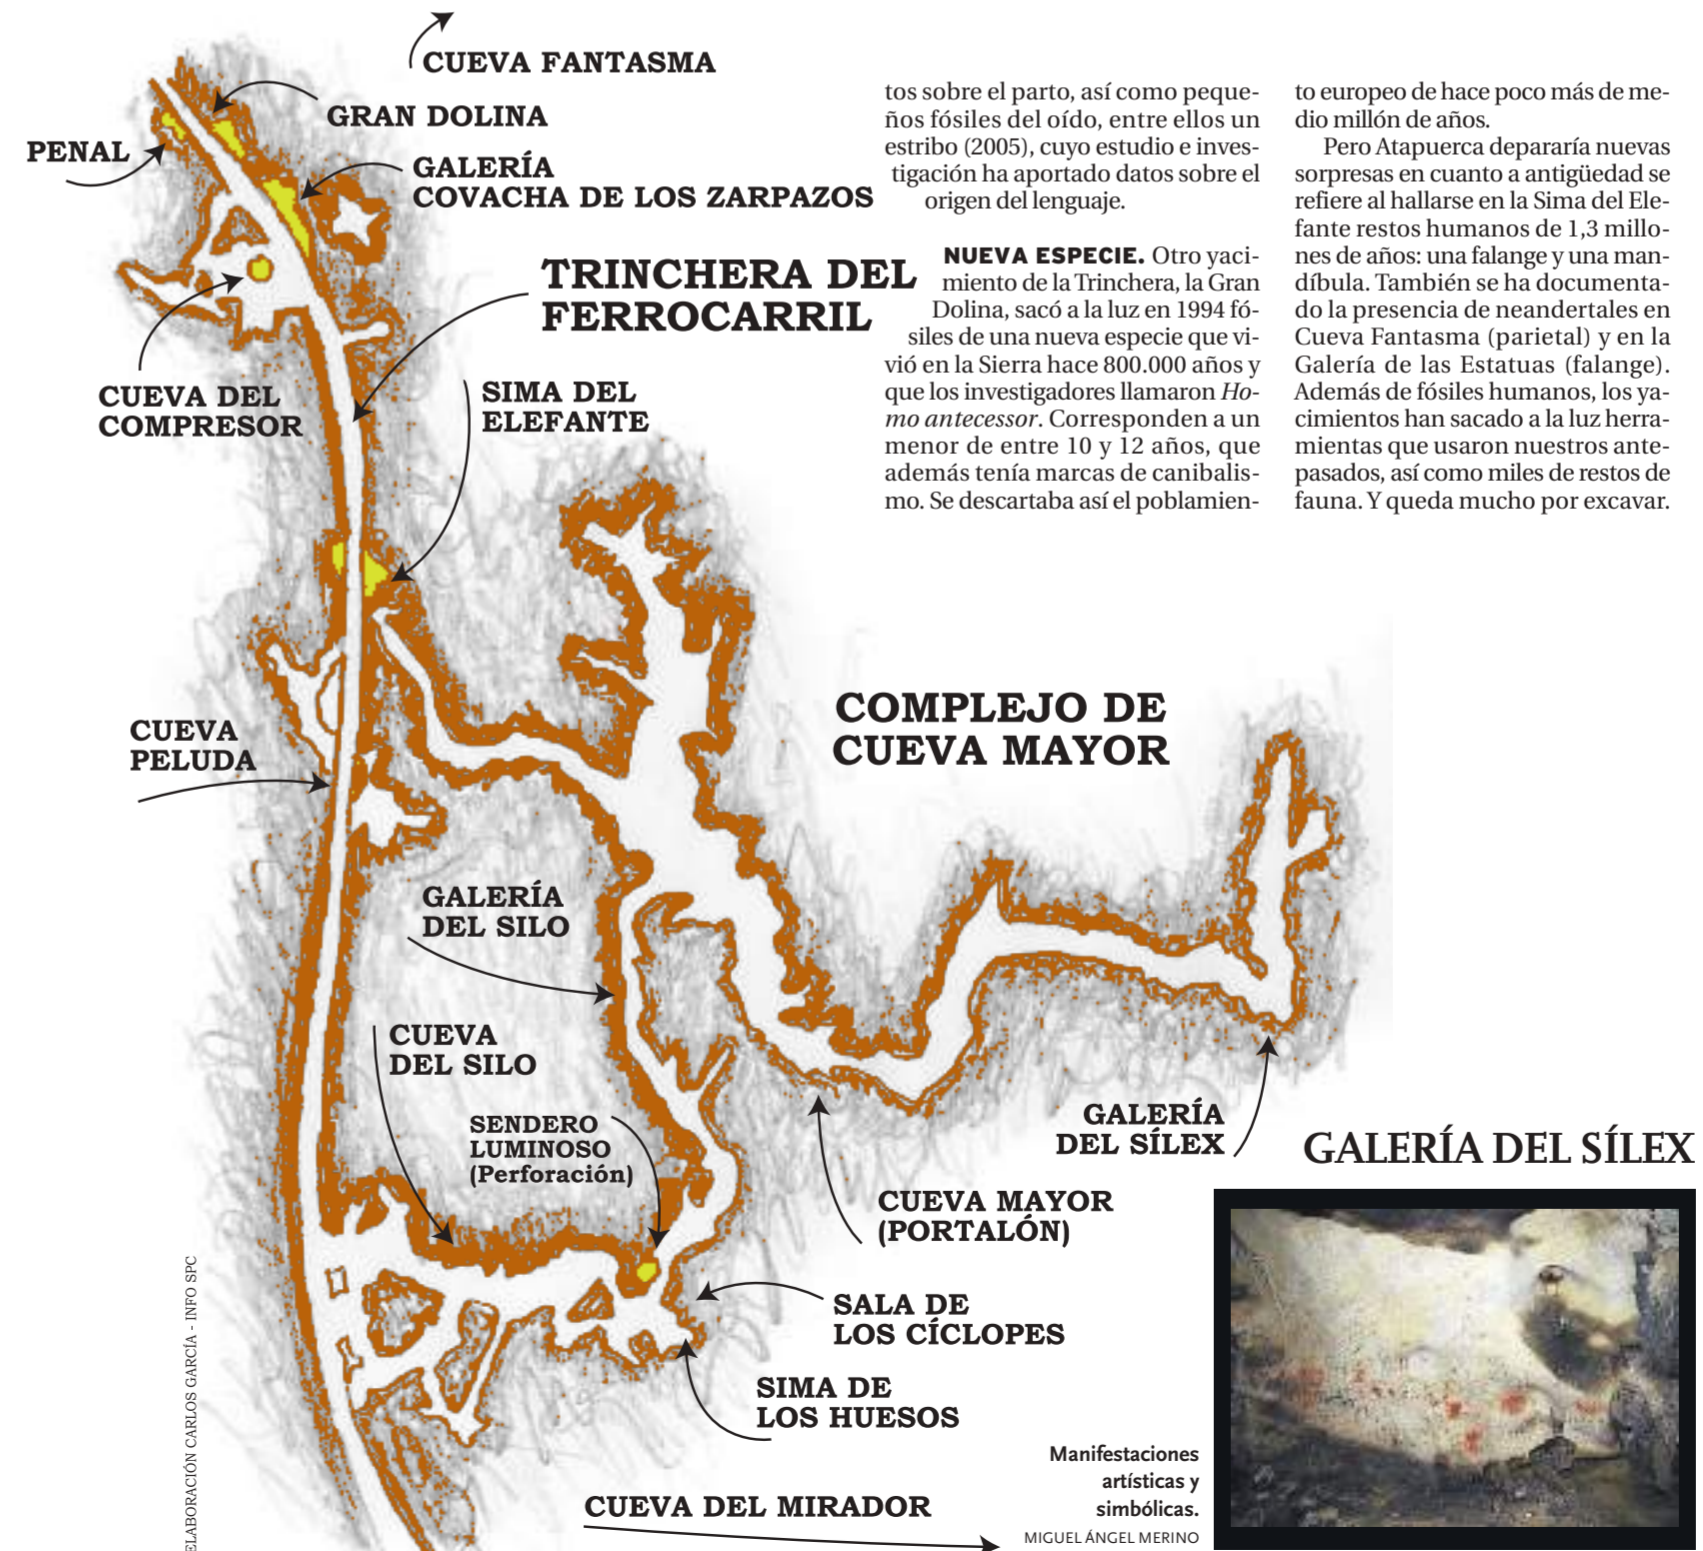 CUEVA FANTASMA
GRAN DOLINA
PENAL
GALERÍA
COVACHA DE LOS ZARPAZOS
TRINCHERA DEL
FERROCARRIL
CUEVA DEL
COMPRESOR
SIMA DEL
ELEFANTE
tos sobre el parto, así como peque-
ños fósiles del oído, entre ellos un
estribo (2005), cuyo estudio e inves-
tigación ha aportado datos sobre el
origen del lenguaje.
NUEVA ESPECIE. Otro yaci-
miento de la Trinchera, la Gran
Dolina, sacó a la luz en 1994 fó-
siles de una nueva especie que vi-
vió en la Sierra hace 800.000 años y
que los investigadores llamaron Ho-
mo antecessor. Corresponden a un
menor de entre 10 y 12 años, que
además tenía marcas de canibalis-
mo. Se descartaba así el poblamien-
to europeo de hace poco más de me-
dio millón de años.
Pero Atapuerca depararía nuevas
sorpresas en cuanto a antigüedad se
refiere al hallarse en la Sima del Ele-
fante restos humanos de 1,3 millo-
nes de años: una falange y una man-
díbula. También se ha documenta-
do la presencia de neandertales en
Cueva Fantasma (parietal) y en la
Galería de las Estatuas (falange).
Además de fósiles humanos, los ya-
cimientos han sacado a la luz herra-
mientas que usaron nuestros ante-
pasados, así como miles de restos de
fauna. Y queda mucho por excavar.
COMPLEJO DE
CUEVA MAYOR
CUEVA
PELUDA
GALERÍA
DEL SILO
CUEVA
DEL SILO
SENDERO
LUMINOSO
(Perforación)
GALERÍA
DEL SÍLEX
CUEVA MAYOR
(PORTALÓN)
SALA DE
LOS CÍCLOPES
SIMA DE
LOS HUESOS
CUEVA DEL MIRADOR
GALERÍA DEL SÍLEX
Manifestaciones
artísticas y
simbólicas.
MIGUEL ÁNGEL MERINO
ELABORACIÓN CARLOS GARCÍA - INFO SPC